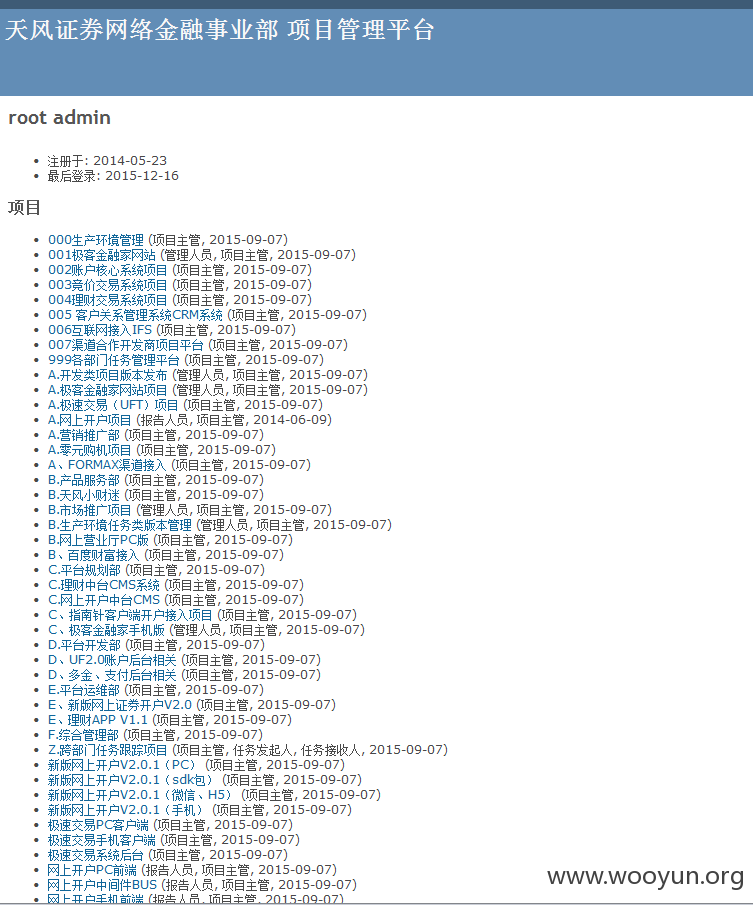 天风证券网络金融事业部 项目管理平台
root admin
注册于: 2014-05-23
最后登录: 2015-12-16
项目
000生产环境管理 (项目主管, 2015-09-07)
001极客金融家网站 (管理人员, 项目主管, 2015-09-07)
002账户核心系统项目 (项目主管, 2015-09-07)
003竞价交易系统项目 (项目主管, 2015-09-07)
004理财交易系统项目 (项目主管, 2015-09-07)
005 客户关系管理系统CRM系统 (项目主管, 2015-09-07)
006互联网接入IFS (项目主管, 2015-09-07)
007渠道合作开发商项目平台 (项目主管, 2015-09-07)
999各部门任务管理平台 (项目主管, 2015-09-07)
A.开发类项目版本发布 (管理人员, 项目主管, 2015-09-07)
A.极客金融家网站项目 (管理人员, 项目主管, 2015-09-07)
A.极速交易（UFT）项目 (项目主管, 2015-09-07)
A.网上开户项目 (报告人员, 项目主管, 2014-06-09)
A.营销推广部 (项目主管, 2015-09-07)
A.零元购机项目 (项目主管, 2015-09-07)
A、FORMAX渠道接入 (项目主管, 2015-09-07)
B.产品服务部 (项目主管, 2015-09-07)
B.天风小财迷 (项目主管, 2015-09-07)
B.市场推广项目 (管理人员, 项目主管, 2015-09-07)
B.生产环境任务类版本管理 (管理人员, 项目主管, 2015-09-07)
B.网上营业厅PC版 (项目主管, 2015-09-07)
B、百度财富接入 (项目主管, 2015-09-07)
C.平台规划部 (项目主管, 2015-09-07)
C.理财中台CMS系统 (项目主管, 2015-09-07)
C.网上开户中台CMS (项目主管, 2015-09-07)
C、指南针客户端开户接入项目 (项目主管, 2015-09-07)
C、极客金融家手机版 (管理人员, 项目主管, 2015-09-07)
D.平台开发部 (项目主管, 2015-09-07)
D、UF2.0账户后台相关 (项目主管, 2015-09-07)
D、多金、支付后台相关 (项目主管, 2015-09-07)
E.平台运维部 (项目主管, 2015-09-07)
E、新版网上证券开户V2.0 (项目主管, 2015-09-07)
E、理财APP V1.1 (项目主管, 2015-09-07)
F.综合管理部 (项目主管, 2015-09-07)
Z.跨部门任务跟踪项目 (项目主管, 任务发起人, 任务接收人, 2015-09-07)
新版网上开户V2.0.1（PC） (项目主管, 2015-09-07)
新版网上开户V2.0.1（sdk包） (项目主管, 2015-09-07)
新版网上开户V2.0.1（微信、H5） (项目主管, 2015-09-07)
新版网上开户V2.0.1（手机） (项目主管, 2015-09-07)
极速交易PC客户端 (项目主管, 2015-09-07)
极速交易手机客户端 (项目主管, 2015-09-07)
极速交易系统后台 (项目主管, 2015-09-07)
网上开户PC前端 (报告人员, 项目主管, 2015-09-07)
网上开户中间件BUS (报告人员, 项目主管, 2015-09-07)
网上开户手机前端 (报告人员, 项目主管, 2015-09-07)
www.wooyun.org